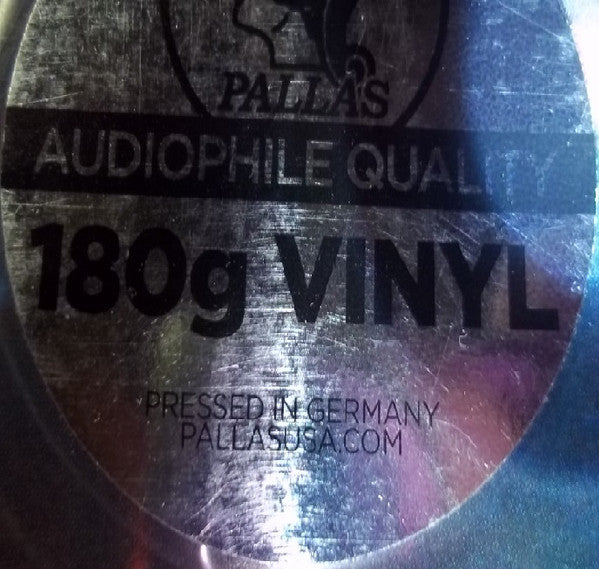 PALLAS
AUDIOPHILE QUALITY
180g VINYL
PRESSED IN GERMANY
PALLASUSA.COM